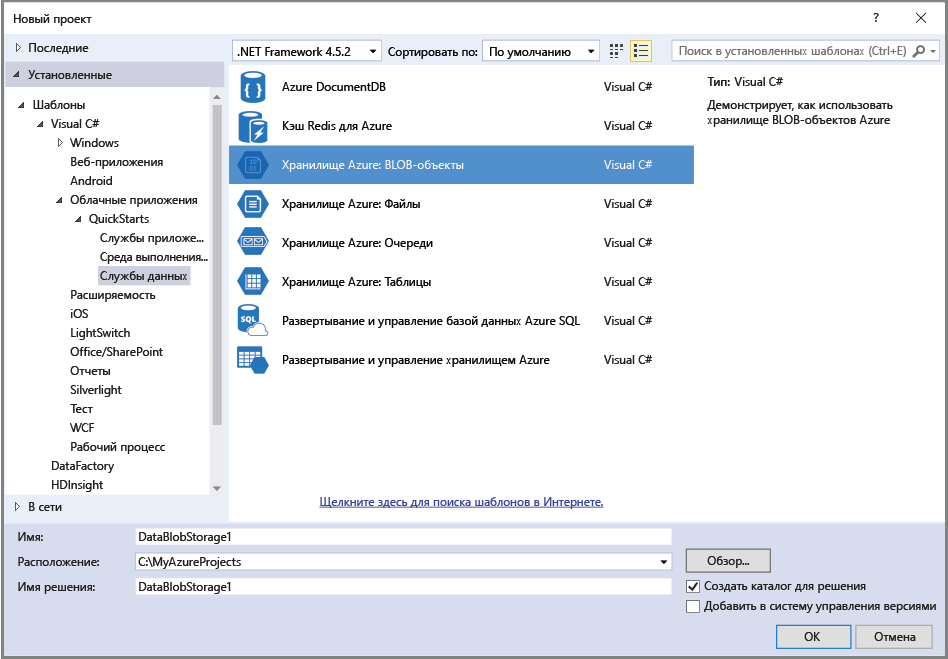 Новый проект
?
Последние
.NET Framework 4.5.2
Сортировать по:
По умолчанию
Поиск в установленных шаблонах (Ctrl+E)
Установленные
Шаблоны
Visual C#
Windows
Веб-приложения
Android
Облачные приложения
QuickStarts
Службы приложе...
Среда выполнения...
Службы данных
Расширяемость
iOS
LightSwitch
Office/SharePoint
Отчеты
Silverlight
Тест
WCF
Рабочий процесс
DataFactory
HDInsight
В сети
Azure DocumentDB Visual C#
Кэш Redis для Azure Visual C#
Хранилище Azure: BLOB-объекты Visual C#
Хранилище Azure: Файлы Visual C#
Хранилище Azure: Очереди Visual C#
Хранилище Azure: Таблицы Visual C#
SQL
Развертывание и управление базой данных Azure SQL Visual C#
Развертывание и управление хранилищем Azure Visual C#
Щелкните здесь для поиска шаблонов в Интернете.
Тип: Visual C#
Демонстрирует, как использовать
хранилище BLOB-объектов Azure
Имя: DataBlobStorage1
Расположение: C:\MyAzureProjects
Обзор...
Имя решения: DataBlobStorage1
Создать каталог для решения
Добавить в систему управления версиями
OK
Отмена